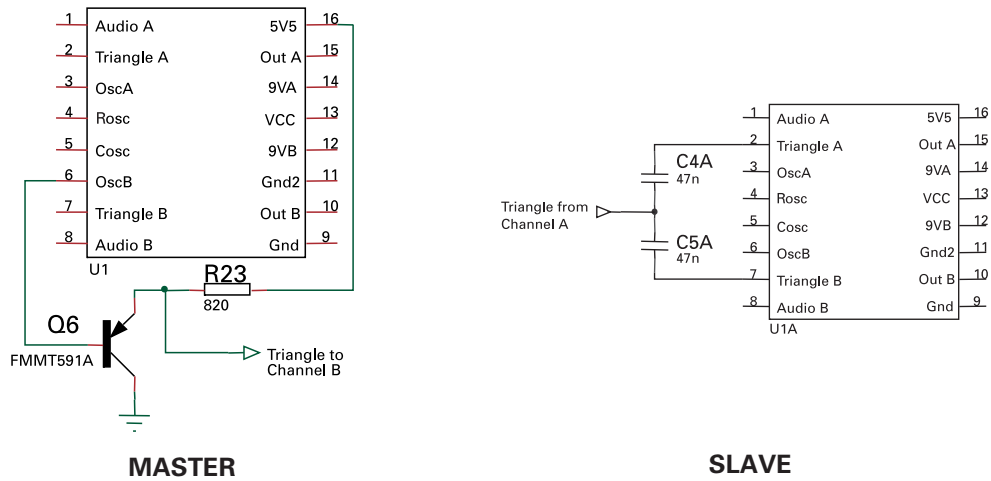 1 Audio A 5V5 16
2 Triangle A Out A 15
3 OscA 9VA 14
4 Rosc VCC 13
5 Cosc 9VB 12
6 OscB Gnd2 11
7 Triangle B Out B 10
8 Audio B Gnd 9
U1
R23
820
Q6
FMMT591A
Triangle to
Channel B
MASTER
1 Audio A 5V5 16
2 Triangle A Out A 15
3 OscA 9VA 14
4 Rosc VCC 13
5 Cosc 9VB 12
6 OscB Gnd2 11
7 Triangle B Out B 10
8 Audio B Gnd 9
U1A
C4A
47n
Triangle from
Channel A
C5A
47n
SLAVE